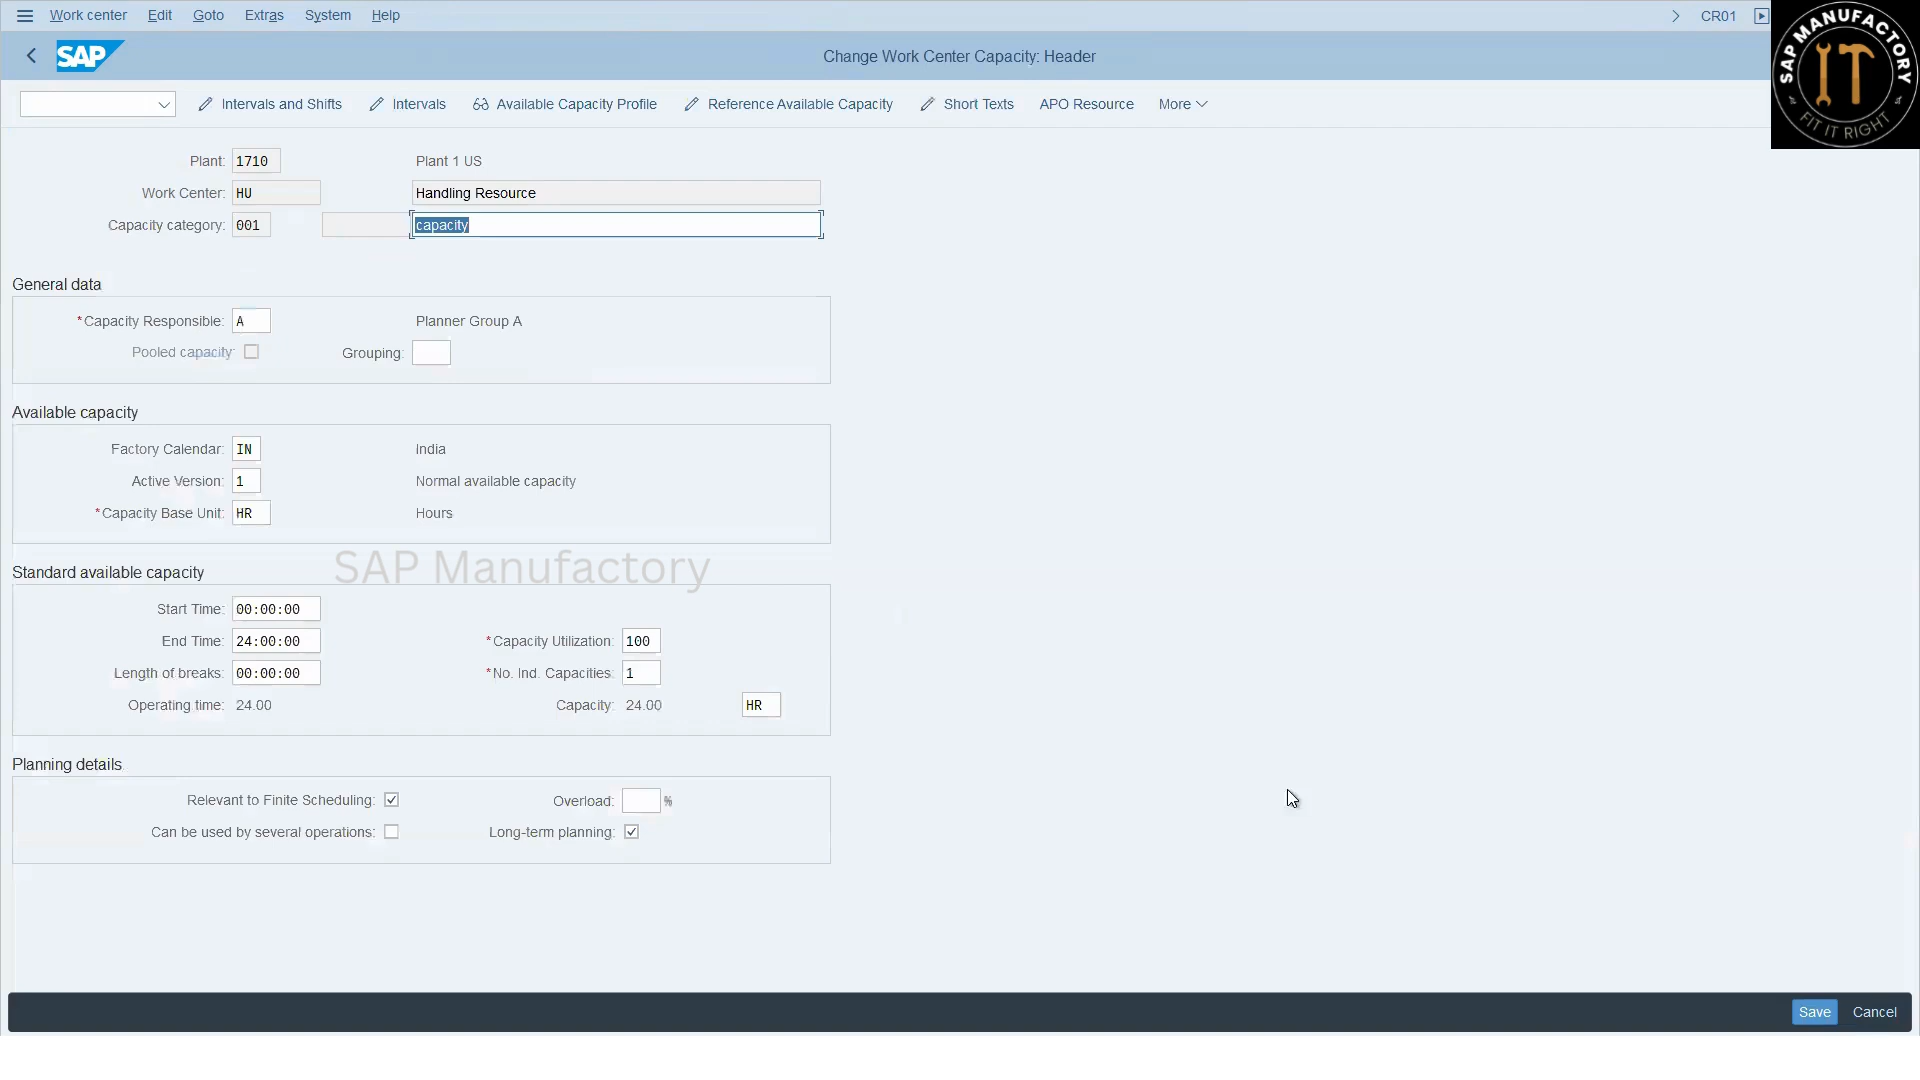 Work center Edit Goto Extras System Help CR01
SAP Change Work Center Capacity: Header
SAP MANUFACTORY
IT
FIT IT RIGHT
Intervals and Shifts Intervals Available Capacity Profile Reference Available Capacity Short Texts APO Resource More
Plant: 1710 Plant 1 US
Work Center: HU Handling Resource
Capacity category: 001 capacity
General data
*Capacity Responsible: A Planner Group A
Pooled capacity: Grouping:
Available capacity
Factory Calendar: IN India
Active Version: 1 Normal available capacity
*Capacity Base Unit: HR Hours
SAP Manufactory
Standard available capacity
Start Time: 00:00:00
End Time: 24:00:00 *Capacity Utilization: 100
Length of breaks: 00:00:00 *No. Ind. Capacities: 1
Operating time: 24.00 Capacity: 24.00 HR
Planning details
Relevant to Finite Scheduling: Overload: %
Can be used by several operations: Long-term planning:
Save Cancel